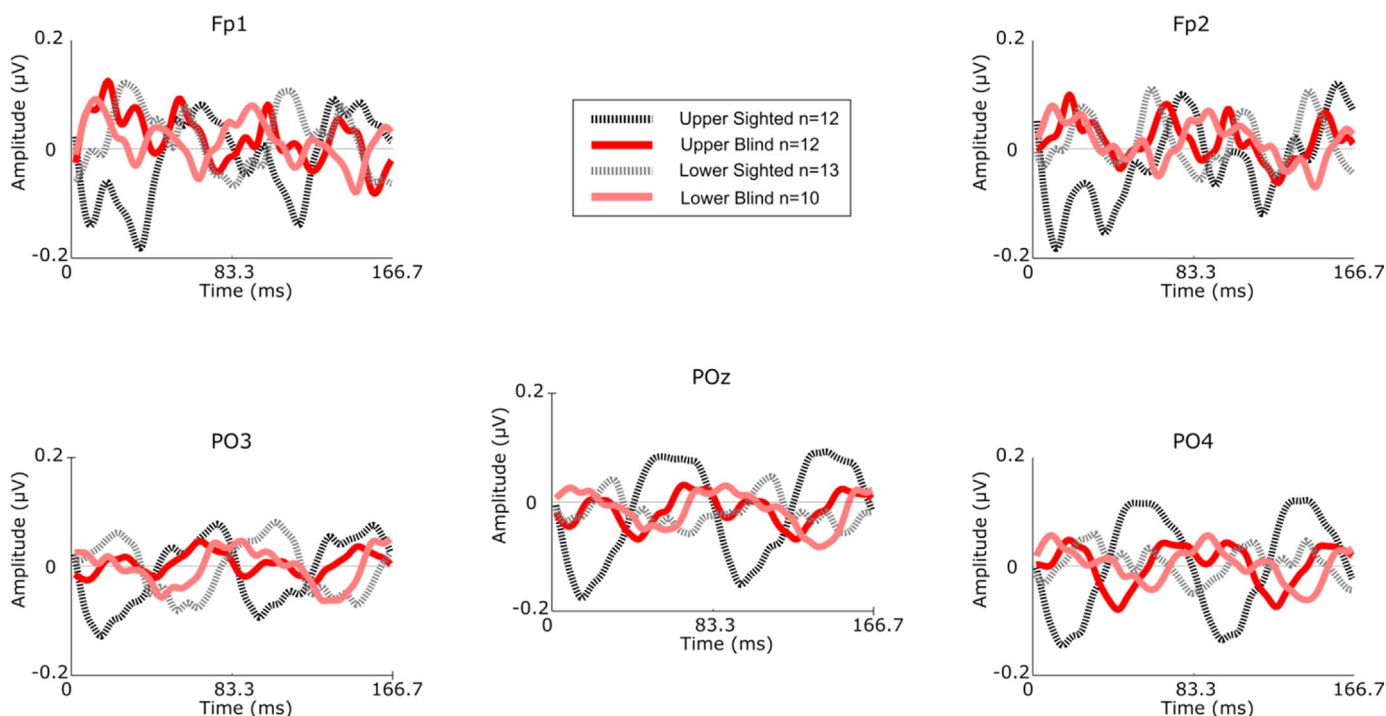 Fp1
0.2
0
-0.2
Amplitude (µV)
0
83.3
166.7
Time (ms)
Upper Sighted n=12
Upper Blind n=12
Lower Sighted n=13
Lower Blind n=10
Fp2
0.2
0
-0.2
Amplitude (µV)
0
83.3
166.7
Time (ms)
PO3
0.2
0
-0.2
Amplitude (µV)
0
83.3
166.7
Time (ms)
POz
0.2
0
-0.2
Amplitude (µV)
0
83.3
166.7
Time (ms)
PO4
0.2
0
-0.2
Amplitude (µV)
0
83.3
166.7
Time (ms)